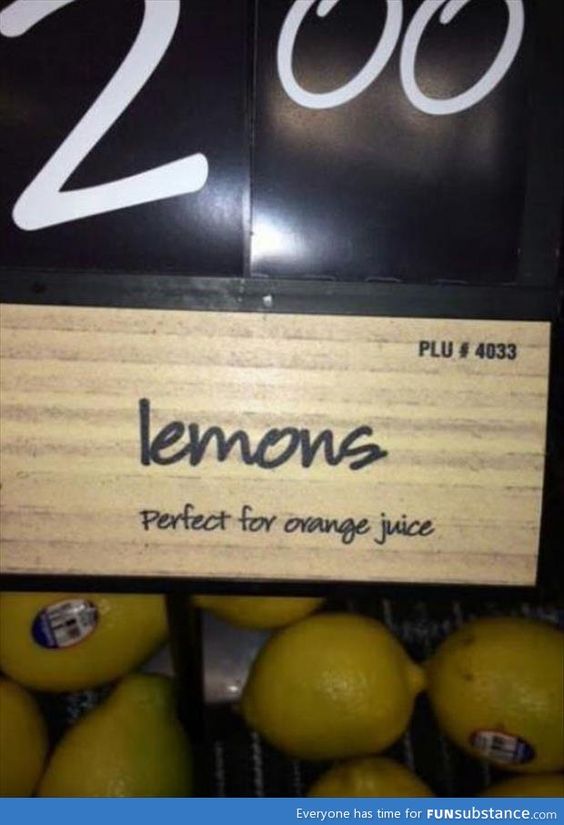 2 00
PLU # 4033
lemons
Perfect for orange juice
Everyone has time for FUNsubstance.com